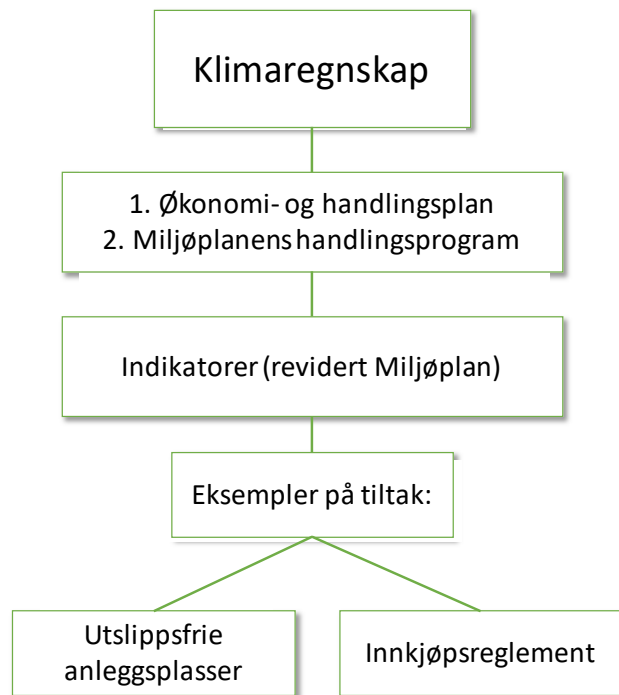 Klimaregnskap
1. Økonomi- og handlingsplan
2. Miljøplanens handlingsprogram
Indikatorer (revidert Miljøplan)
Eksempler på tiltak:
Utslippsfrie
anleggsplasser
Innkjøpsreglement